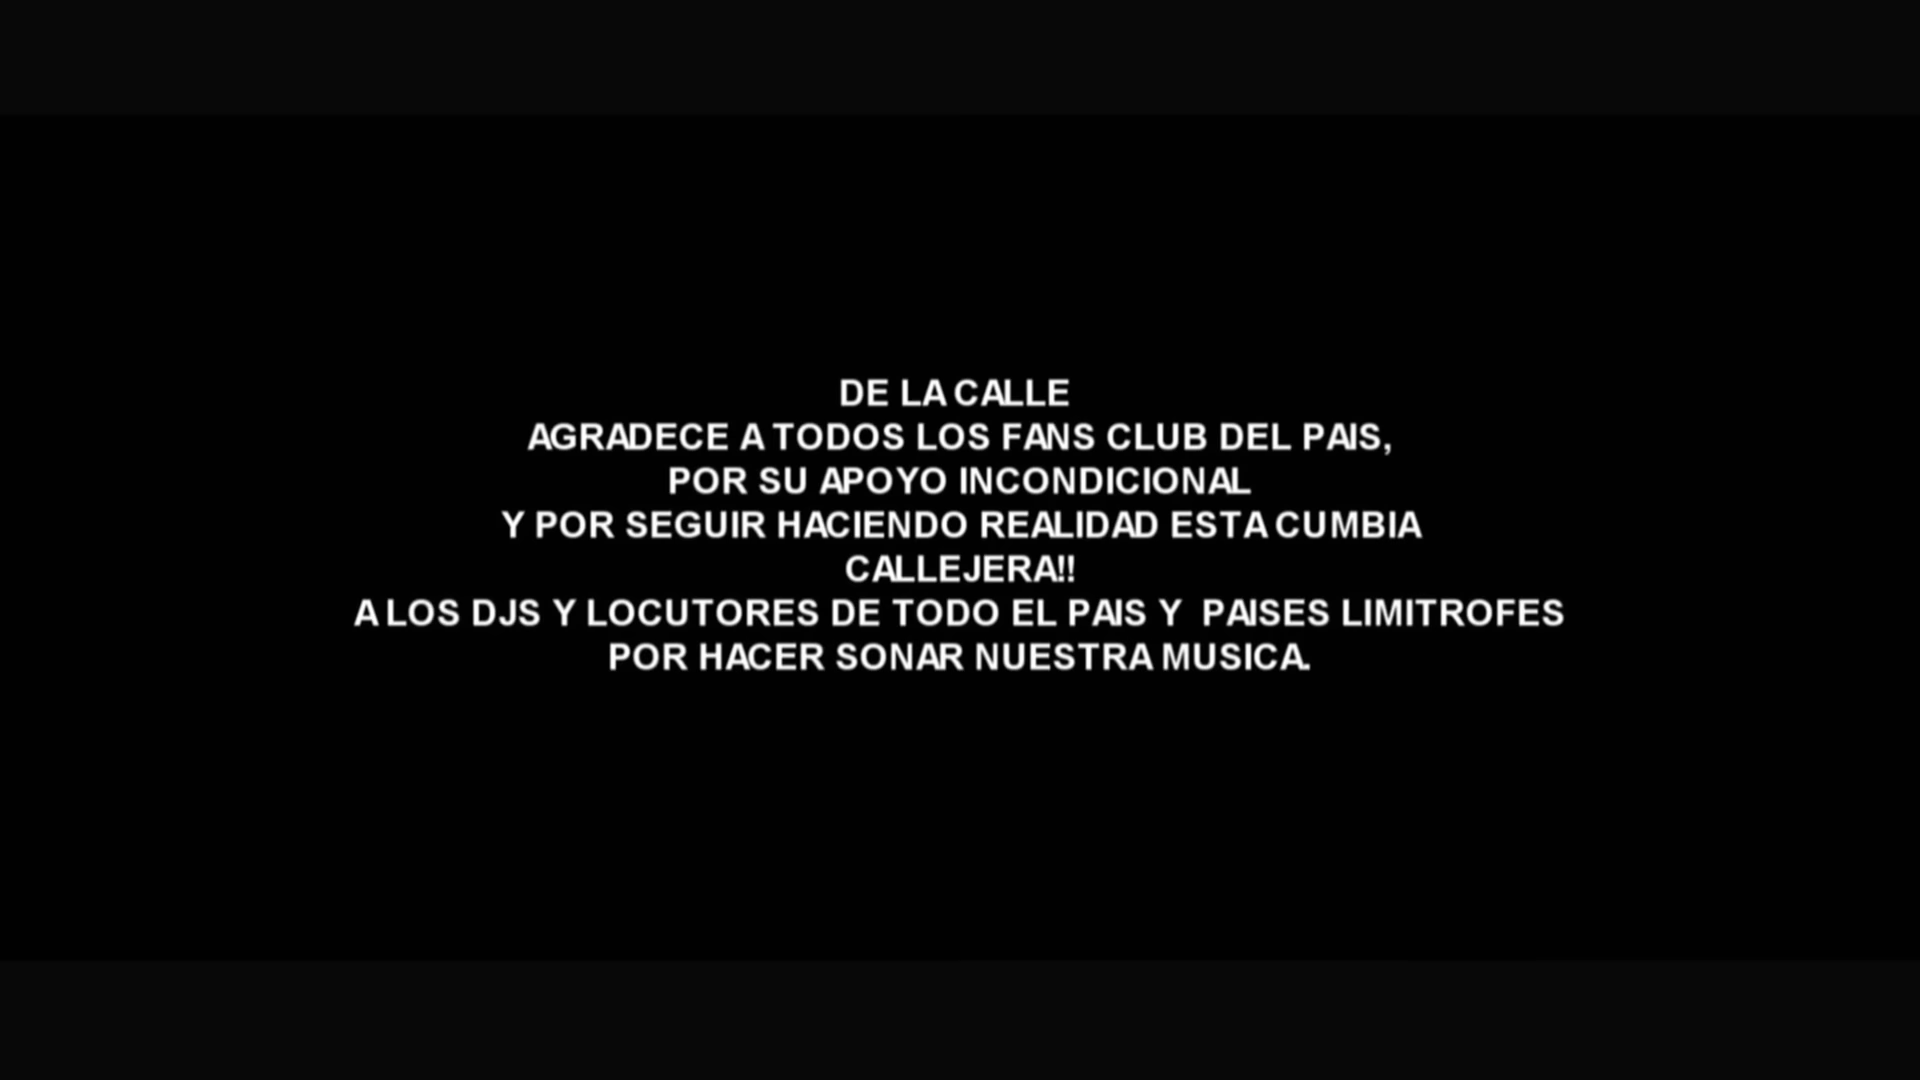 DE LA CALLE
AGRADECE A TODOS LOS FANS CLUB DEL PAIS,
POR SU APOYO INCONDICIONAL
Y POR SEGUIR HACIENDO REALIDAD ESTA CUMBIA
CALLEJERA!!
A LOS DJS Y LOCUTORES DE TODO EL PAIS Y  PAISES LIMITROFES
POR HACER SONAR NUESTRA MUSICA.